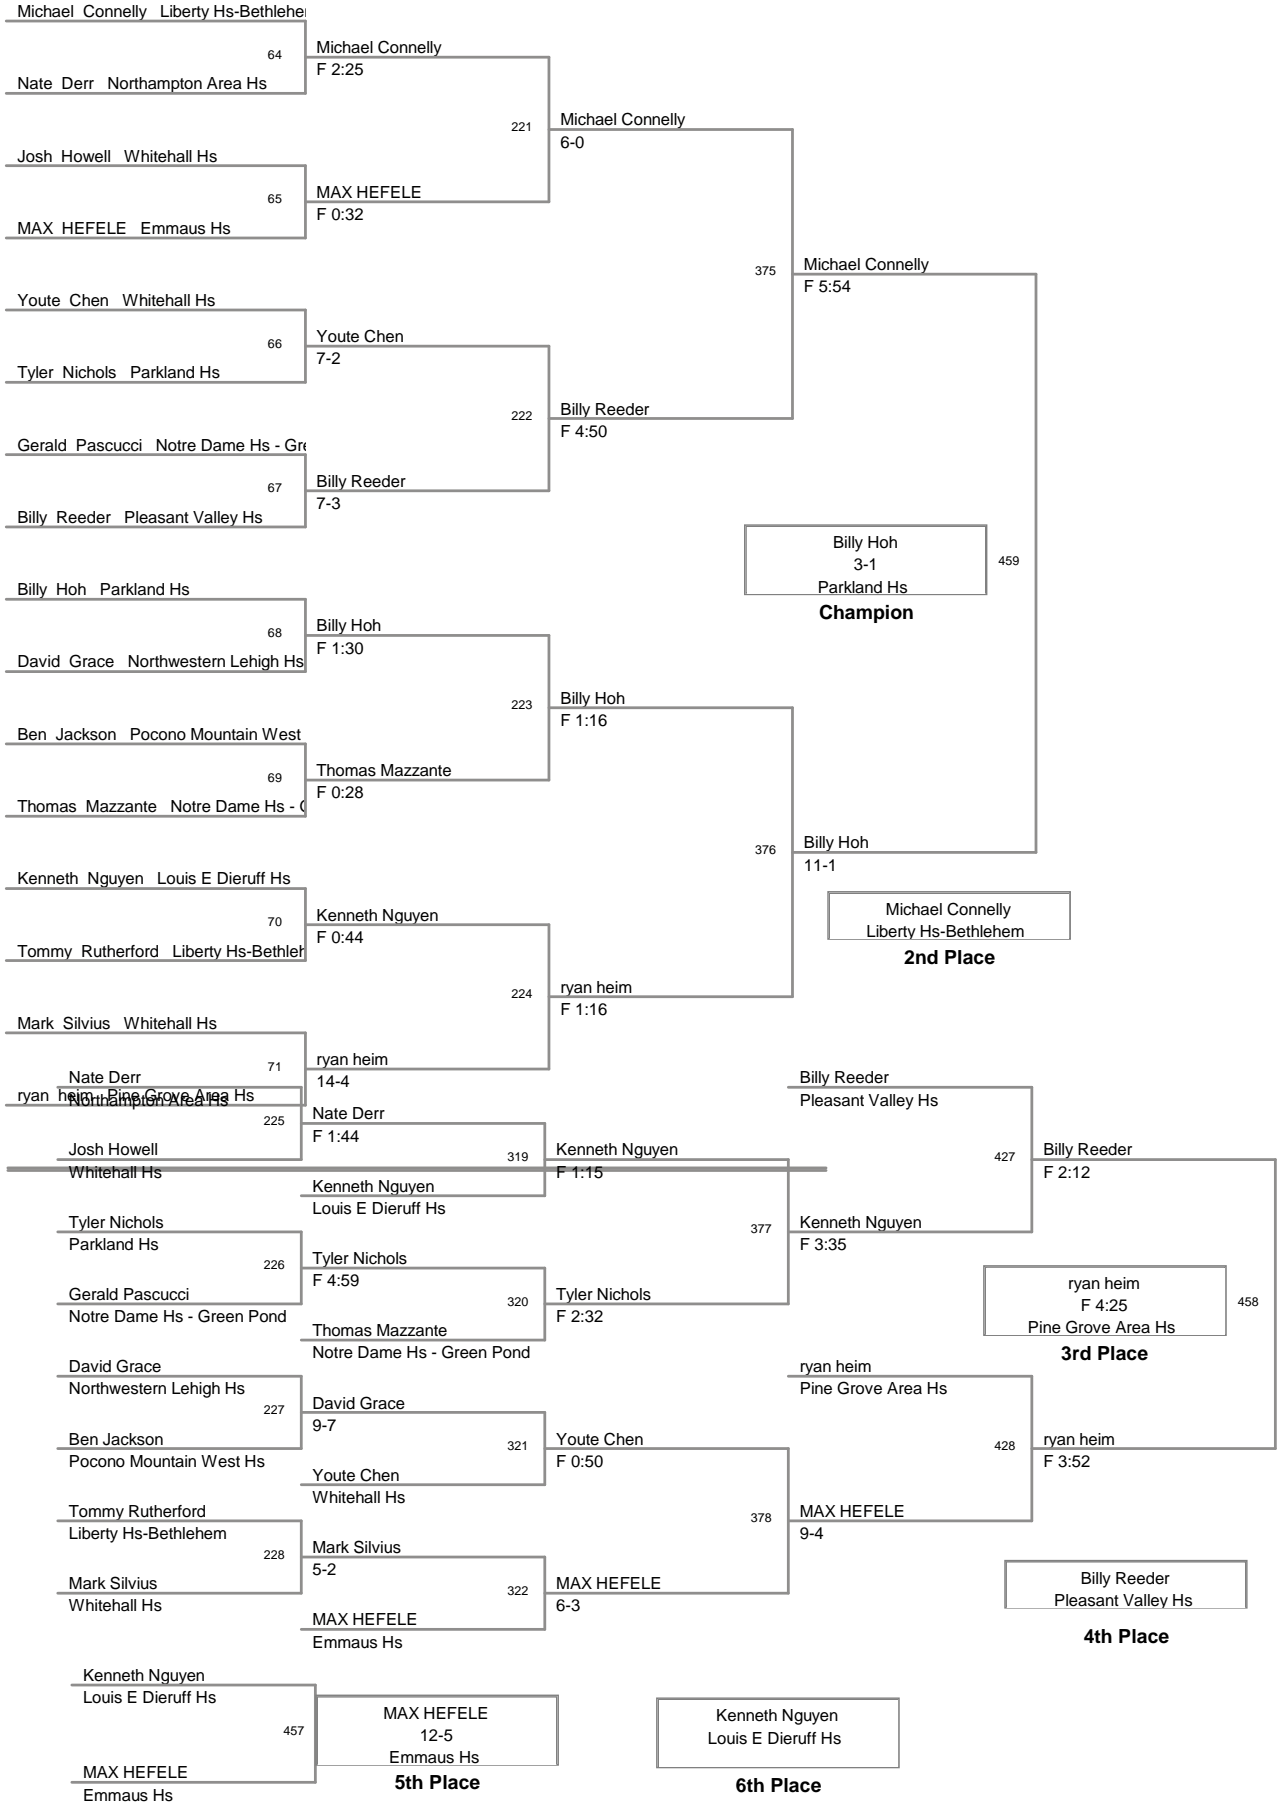 Michael Connelly Liberty Hs-Bethlehe
64
Michael Connelly
F 2:25
Nate Derr Northampton Area Hs
221
Michael Connelly
6-0
Josh Howell Whitehall Hs
65
MAX HEFELE
F 0:32
MAX HEFELE Emmaus Hs
375
Michael Connelly
F 5:54
Youte Chen Whitehall Hs
66
Youte Chen
7-2
Tyler Nichols Parkland Hs
222
Billy Reeder
F 4:50
Gerald Pascucci Notre Dame Hs - Gre
67
Billy Reeder
7-3
Billy Reeder Pleasant Valley Hs
Billy Hoh
3-1
Parkland Hs
459
Champion
Billy Hoh Parkland Hs
68
Billy Hoh
F 1:30
David Grace Northwestern Lehigh Hs
223
Billy Hoh
F 1:16
Ben Jackson Pocono Mountain West
69
Thomas Mazzante
F 0:28
Thomas Mazzante Notre Dame Hs -
376
Billy Hoh
11-1
Kenneth Nguyen Louis E Dieruff Hs
70
Kenneth Nguyen
F 0:44
Tommy Rutherford Liberty Hs-Bethleh
Michael Connelly
Liberty Hs-Bethlehem
2nd Place
224
ryan heim
F 1:16
Mark Silvius Whitehall Hs
71
ryan heim
14-4
ryan heim Pine Grove Area Hs
Nate Derr
Northampton Area Hs
225
Nate Derr
F 1:44
Josh Howell
Whitehall Hs
319
Kenneth Nguyen
F 1:15
Kenneth Nguyen
Louis E Dieruff Hs
Billy Reeder
Pleasant Valley Hs
427
Billy Reeder
F 2:12
377
Kenneth Nguyen
F 3:35
Tyler Nichols
Parkland Hs
226
Tyler Nichols
F 4:59
Gerald Pascucci
Notre Dame Hs - Green Pond
320
Tyler Nichols
F 2:32
Thomas Mazzante
Notre Dame Hs - Green Pond
ryan heim
F 4:25
Pine Grove Area Hs
458
3rd Place
David Grace
Northwestern Lehigh Hs
227
David Grace
9-7
Ben Jackson
Pocono Mountain West Hs
321
Youte Chen
F 0:50
Youte Chen
Whitehall Hs
ryan heim
Pine Grove Area Hs
428
ryan heim
F 3:52
378
MAX HEFELE
9-4
Tommy Rutherford
Liberty Hs-Bethlehem
228
Mark Silvius
5-2
Mark Silvius
Whitehall Hs
322
MAX HEFELE
6-3
MAX HEFELE
Emmaus Hs
Billy Reeder
Pleasant Valley Hs
4th Place
Kenneth Nguyen
Louis E Dieruff Hs
457
MAX HEFELE
Emmaus Hs
MAX HEFELE
12-5
Emmaus Hs
5th Place
Kenneth Nguyen
Louis E Dieruff Hs
6th Place